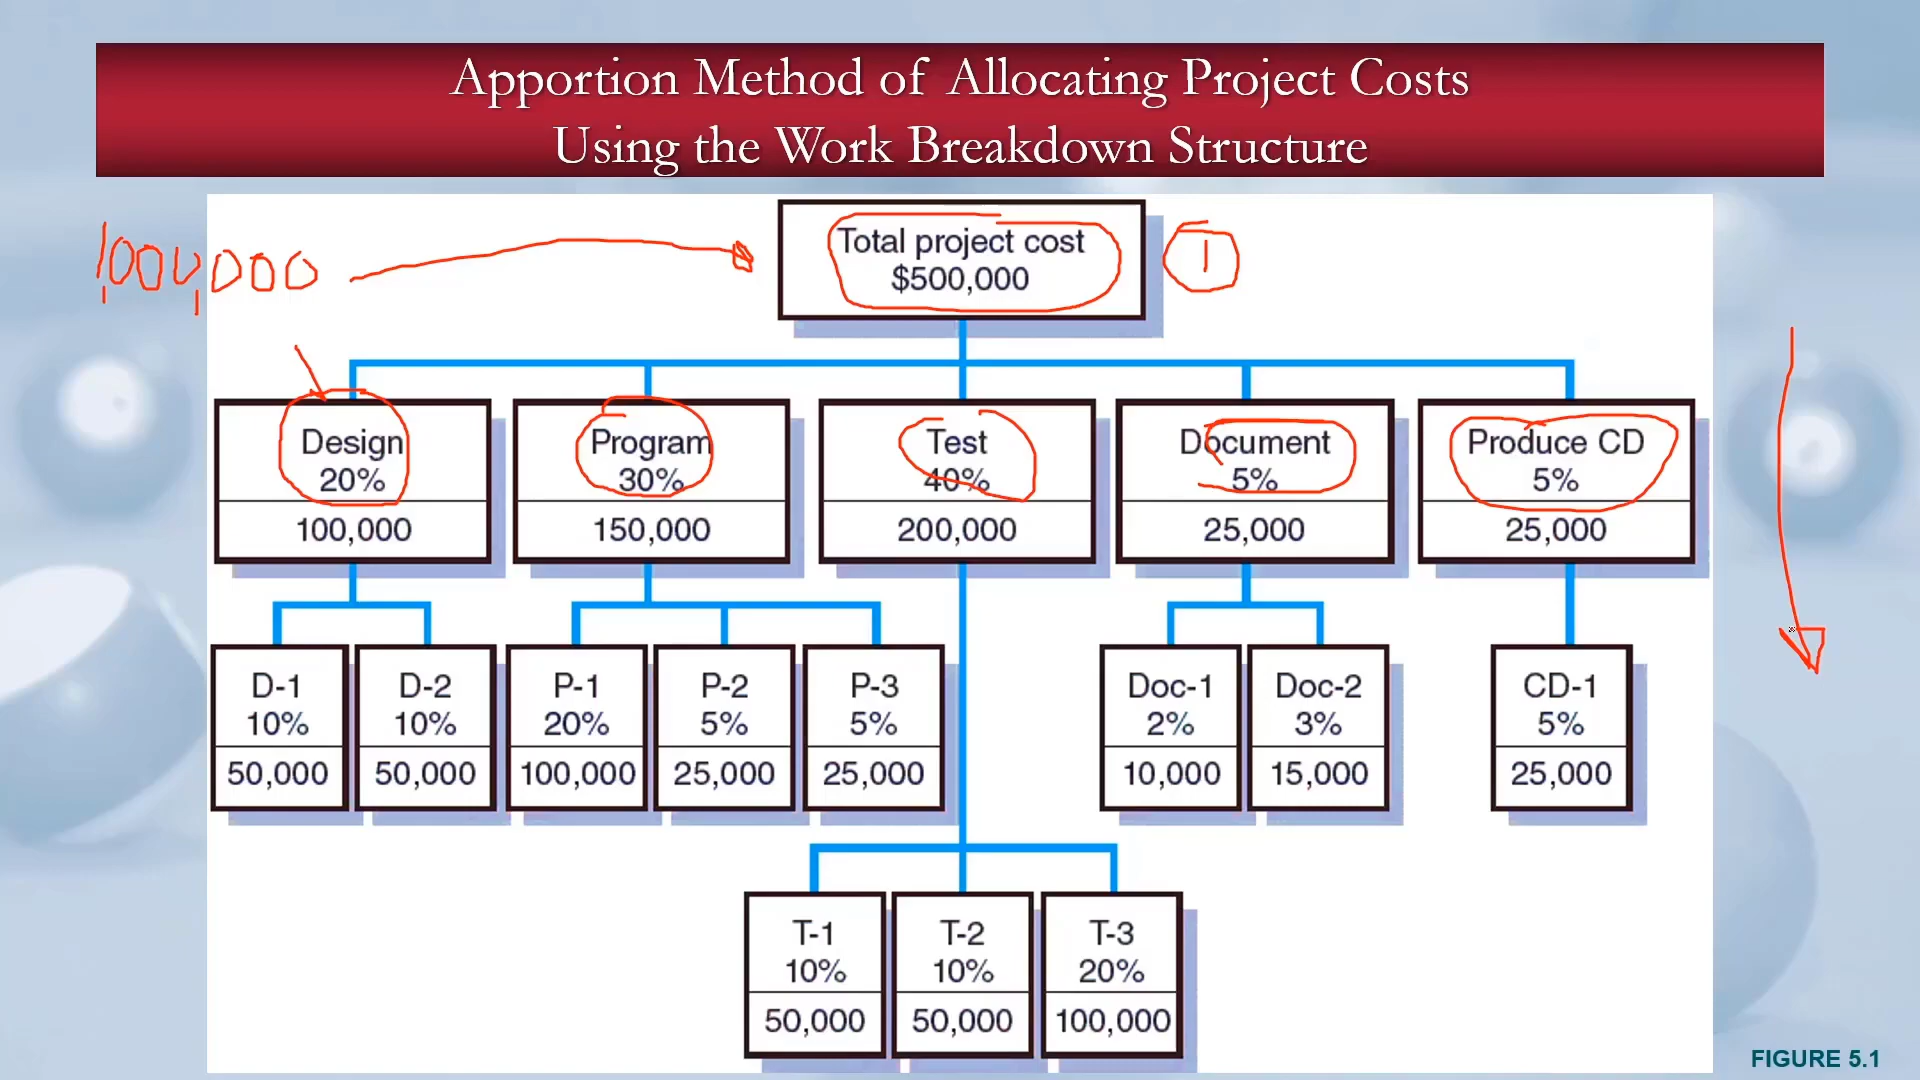 Apportion Method of Allocating Project Costs
Using the Work Breakdown Structure
1,000,000
Total project cost
$500,000
1
Design
20%
100,000
Program
30%
150,000
Test
40%
200,000
Document
5%
25,000
Produce CD
5%
25,000
D-1
10%
50,000
D-2
10%
50,000
P-1
20%
100,000
P-2
5%
25,000
P-3
5%
25,000
Doc-1
2%
10,000
Doc-2
3%
15,000
CD-1
5%
25,000
T-1
10%
50,000
T-2
10%
50,000
T-3
20%
100,000
FIGURE 5.1